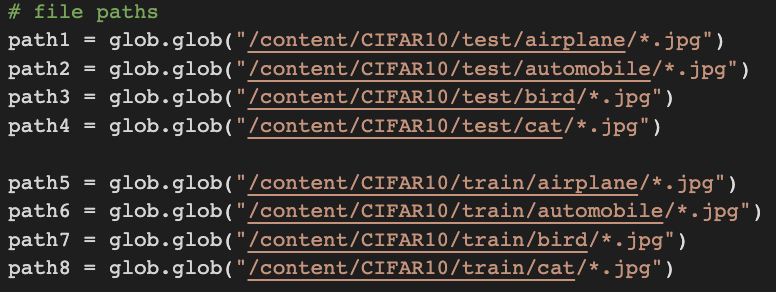 # file paths
path1 = glob.glob("/content/CIFAR10/test/airplane/*.jpg")
path2 = glob.glob("/content/CIFAR10/test/automobile/*.jpg")
path3 = glob.glob("/content/CIFAR10/test/bird/*.jpg")
path4 = glob.glob("/content/CIFAR10/test/cat/*.jpg")
path5 = glob.glob("/content/CIFAR10/train/airplane/*.jpg")
path6 = glob.glob("/content/CIFAR10/train/automobile/*.jpg")
path7 = glob.glob("/content/CIFAR10/train/bird/*.jpg")
path8 = glob.glob("/content/CIFAR10/train/cat/*.jpg")